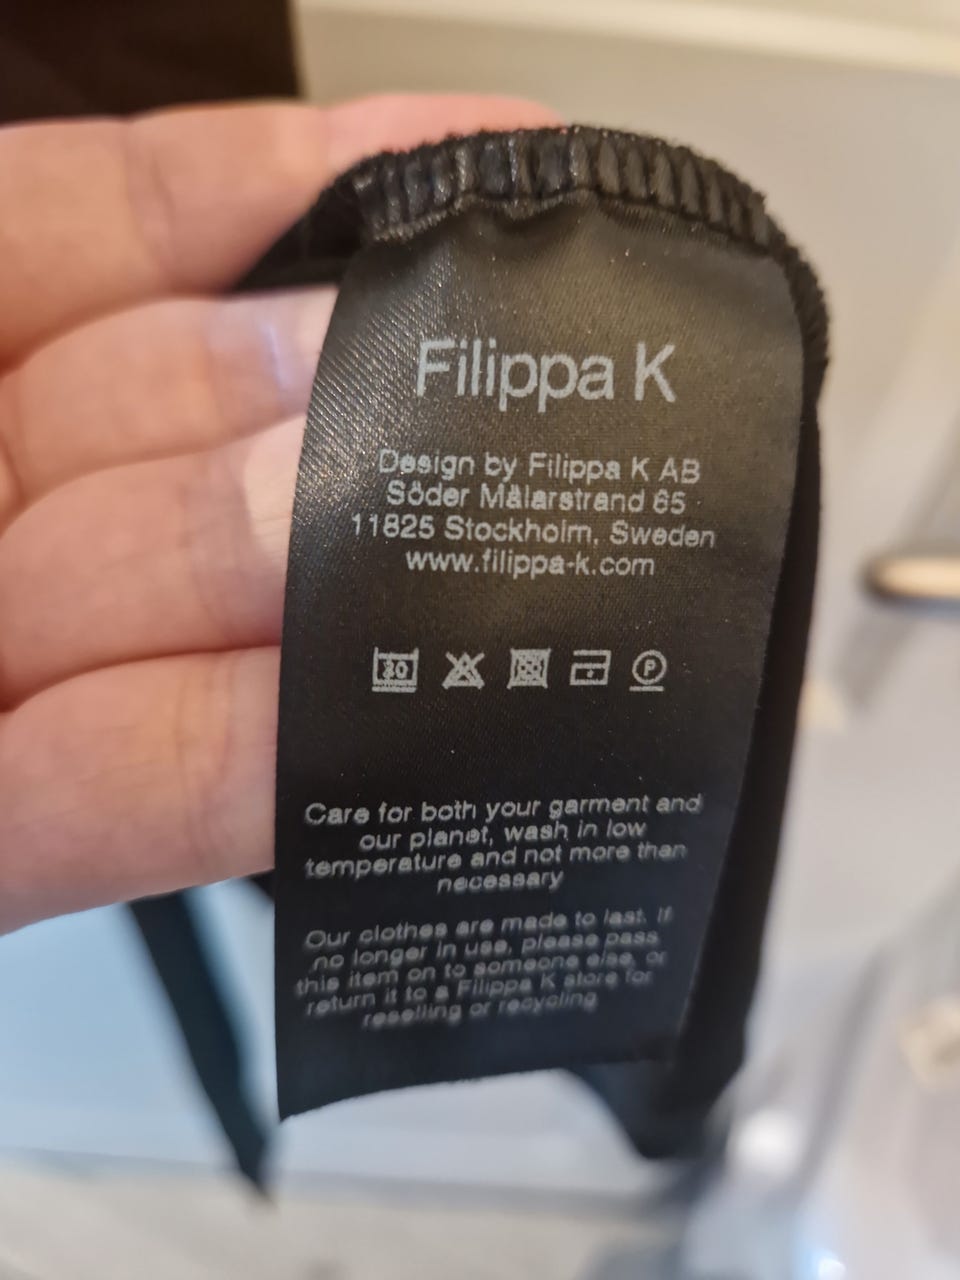 Filippa K
Design by Filippa K AB
Söder Mälarstrand 65
11825 Stockholm, Sweden
www.filippa-k.com
30
P
Care for both your garment and
our planet, wash in low
temperature and not more than
necessary
Our clothes are made to last. If
no longer in use, please pass
this item on to someone else, or
return it to a Filippa K store for
reselling or recycling